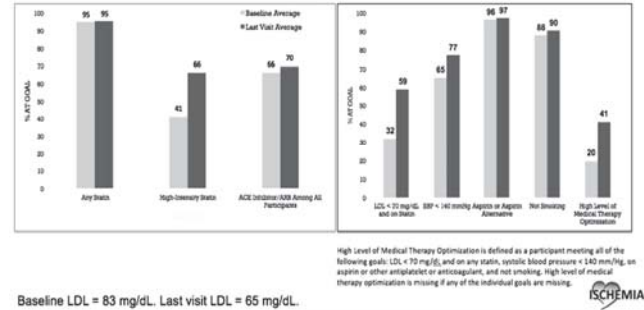 Baseline Average
Last Visit Average
% AT GOAL
100
90
80
70
60
50
40
30
20
10
0
95 95
41 66
66 70
Any Statin
High-Intensity Statin
ACE Inhibitor/ARB Among All
Participants
% AT GOAL
100
90
80
70
60
50
40
30
20
10
0
32 59
65 77
96 97
88 90
20 41
LDL < 70 mg/dL
and on Statin
SBP < 140 mmHg
Aspirin or Aspirin
Alternative
Not Smoking
High Level of
Medical Therapy
Optimization
High Level of Medical Therapy Optimization is defined as a participant meeting all of the
following goals: LDL < 70 mg/dL and on any statin, systolic blood pressure < 140 mm/Hg, on
aspirin or other antiplatelet or anticoagulant, and not smoking. High level of medical
therapy optimization is missing if any of the individual goals are missing.
ISCHEMIA
Baseline LDL = 83 mg/dL. Last visit LDL = 65 mg/dL.